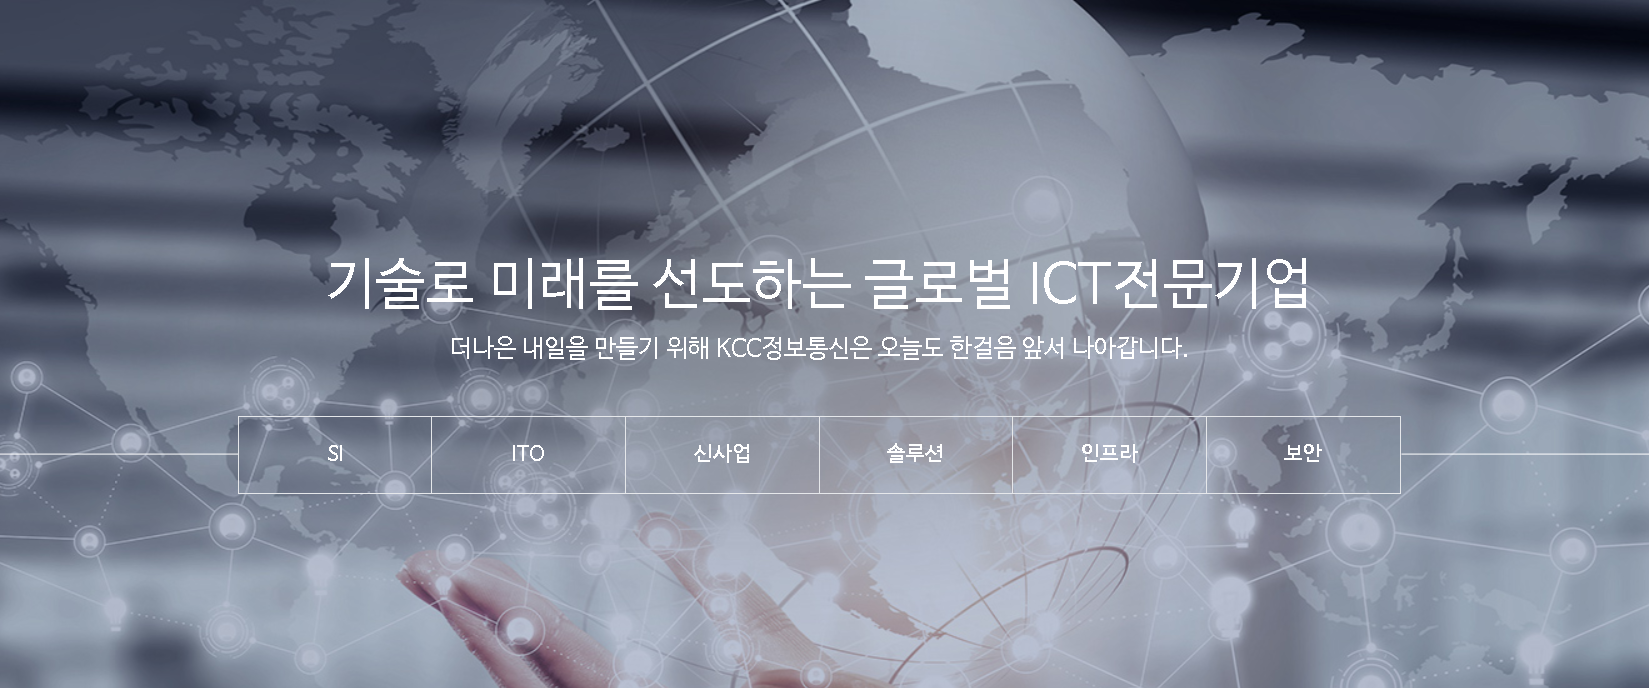 기술로 미래를 선도하는 글로벌 ICT전문기업
더나은 내일을 만들기 위해 KCC정보통신은 오늘도 한걸음 앞서 나아갑니다.
SI ITO 신사업 솔루션 인프라 보안